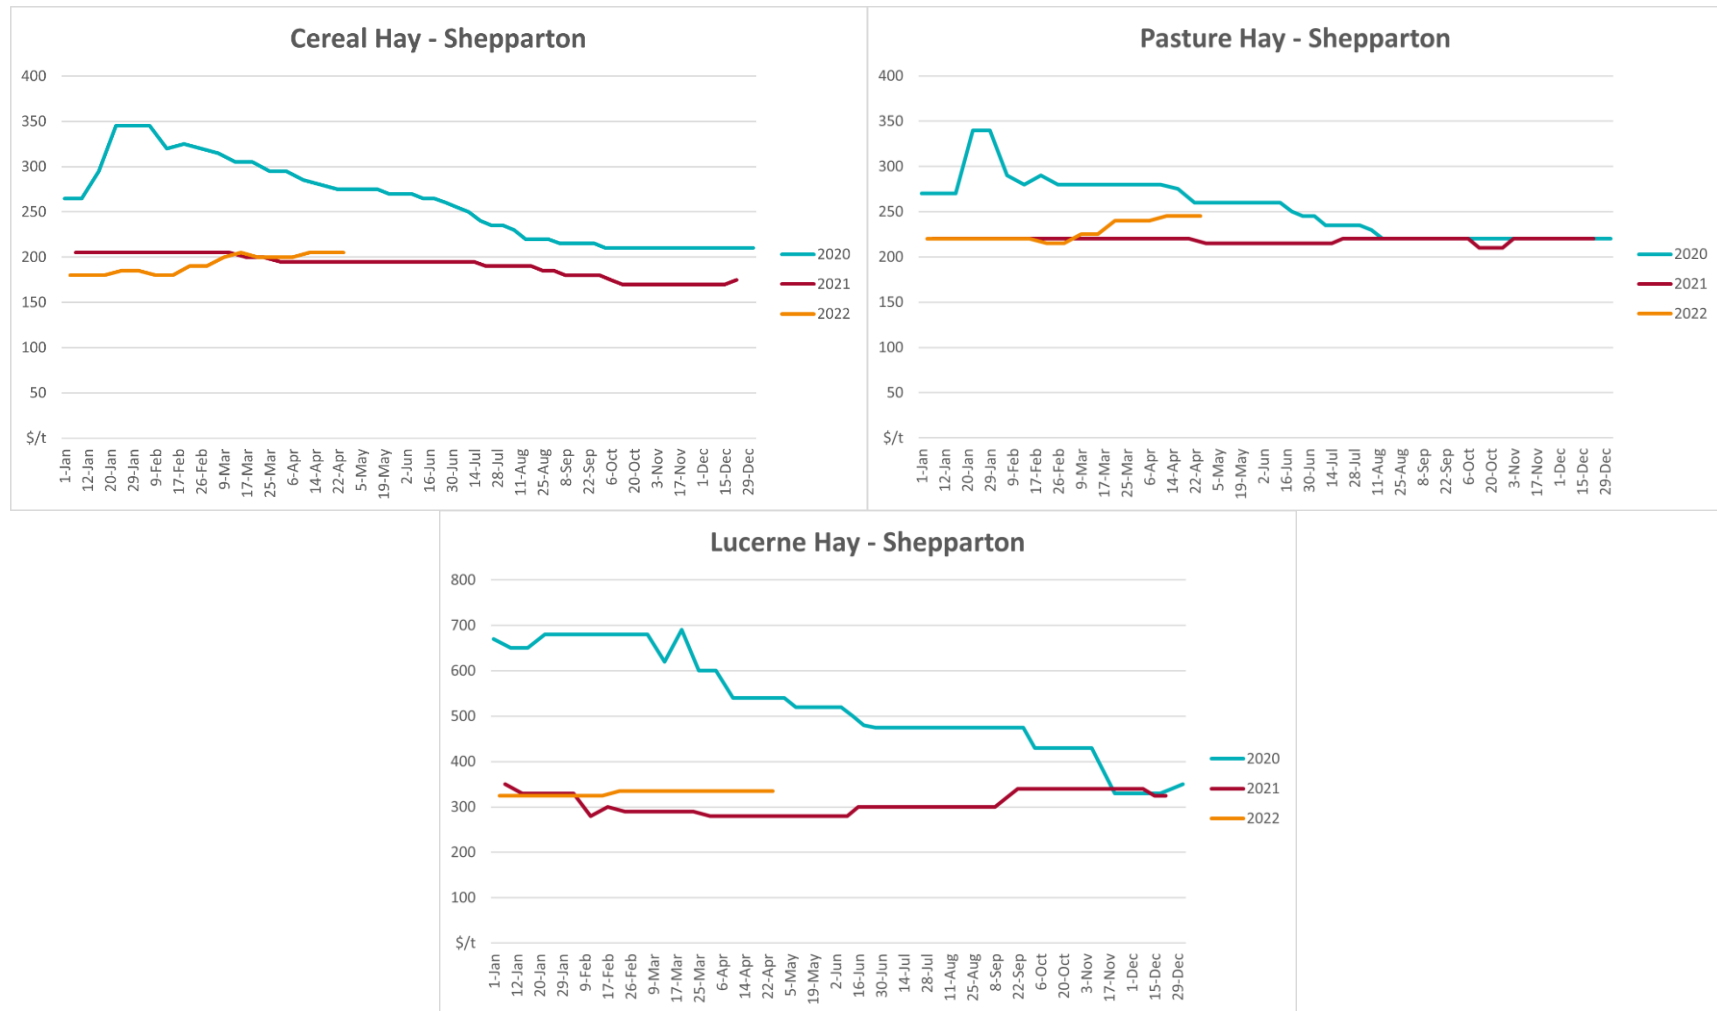 Cereal Hay - Shepparton
400
350
300
250
200
150
100
50
$/t
1-Jan
12-Jan
20-Jan
29-Jan
9-Feb
17-Feb
26-Feb
9-Mar
17-Mar
25-Mar
6-Apr
14-Apr
22-Apr
5-May
19-May
2-Jun
16-Jun
30-Jun
14-Jul
28-Jul
11-Aug
25-Aug
8-Sep
22-Sep
6-Oct
20-Oct
3-Nov
17-Nov
1-Dec
15-Dec
29-Dec
2020
2021
2022
Pasture Hay - Shepparton
400
350
300
250
200
150
100
50
$/t
1-Jan
12-Jan
20-Jan
29-Jan
9-Feb
17-Feb
26-Feb
9-Mar
17-Mar
25-Mar
6-Apr
14-Apr
22-Apr
5-May
19-May
2-Jun
16-Jun
30-Jun
14-Jul
28-Jul
11-Aug
25-Aug
8-Sep
22-Sep
6-Oct
20-Oct
3-Nov
17-Nov
1-Dec
15-Dec
29-Dec
2020
2021
2022
Lucerne Hay - Shepparton
800
700
600
500
400
300
200
100
$/t
1-Jan
12-Jan
20-Jan
29-Jan
9-Feb
17-Feb
26-Feb
9-Mar
17-Mar
25-Mar
6-Apr
14-Apr
22-Apr
5-May
19-May
2-Jun
16-Jun
30-Jun
14-Jul
28-Jul
11-Aug
25-Aug
8-Sep
22-Sep
6-Oct
20-Oct
3-Nov
17-Nov
1-Dec
15-Dec
29-Dec
2020
2021
2022